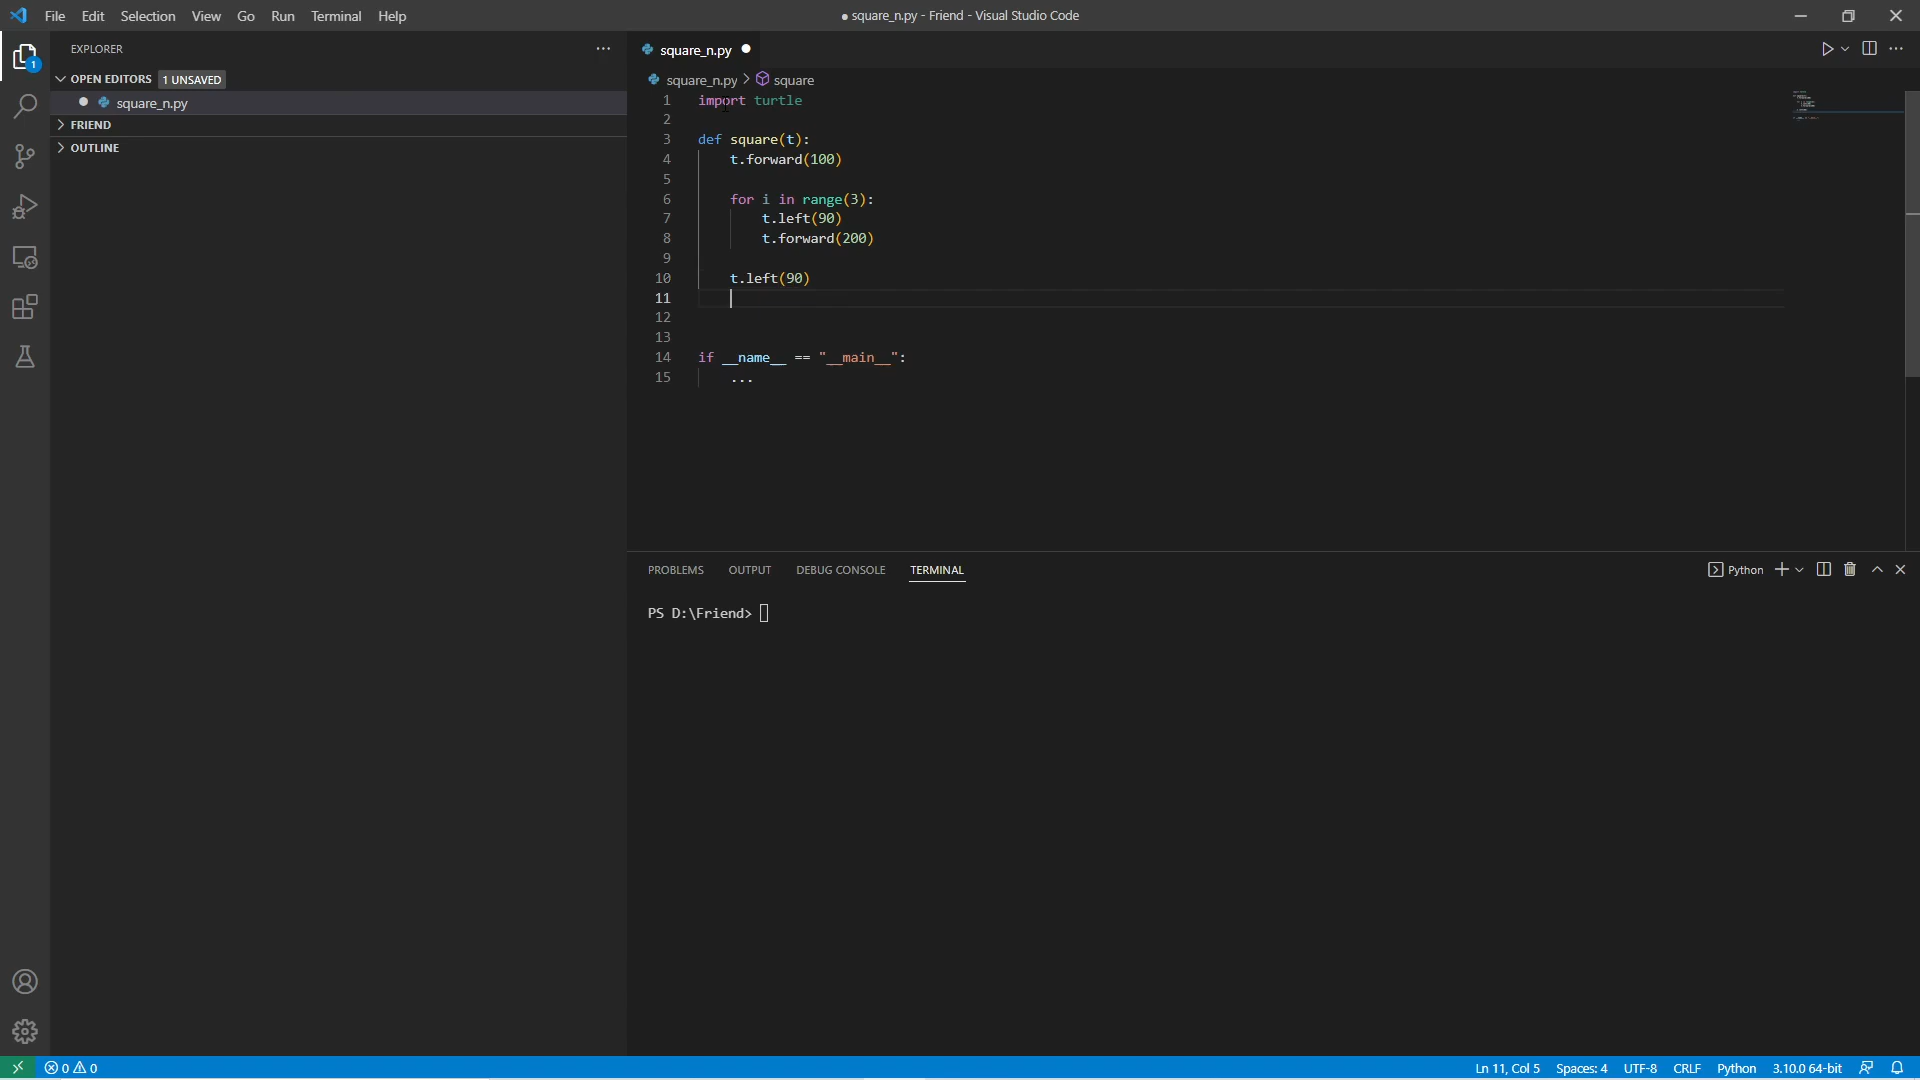 File Edit Selection View Go Run Terminal Help
● square_n.py - Friend - Visual Studio Code
EXPLORER
1
OPEN EDITORS 1 UNSAVED
square_n.py
FRIEND
OUTLINE
square_n.py
square_n.py > square
1 import turtle
2
3 def square(t):
4 t.forward(100)
5
6 for i in range(3):
7 t.left(90)
8 t.forward(200)
9
10 t.left(90)
11
12
13
14 if __name__ == "__main__":
15 ...
PROBLEMS OUTPUT DEBUG CONSOLE TERMINAL
Python
PS D:\Friend>
0 0
Ln 11, Col 5 Spaces: 4 UTF-8 CRLF Python 3.10.0 64-bit